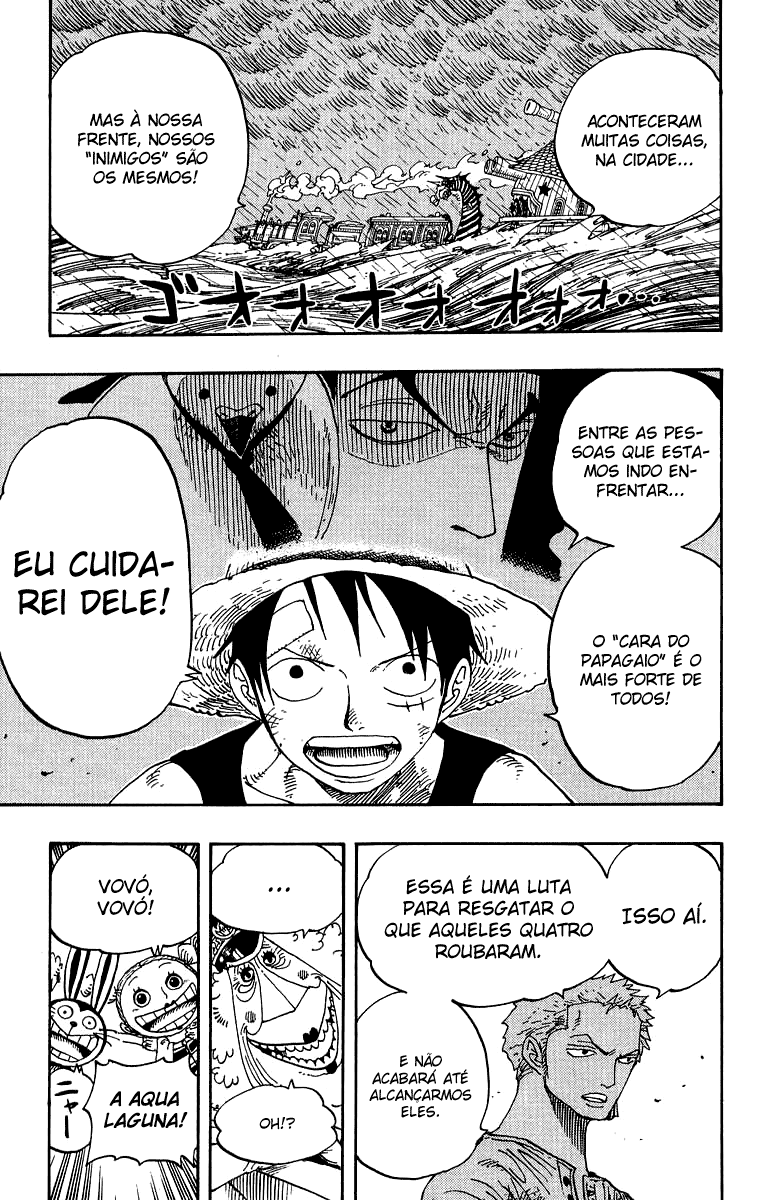 ACONTECERAM
MUITAS COISAS,
NA CIDADE...
MAS À NOSSA
FRENTE, NOSSOS
"INIMIGOS" SÃO
OS MESMOS!
ゴオオオオオオ...
ENTRE AS PES-
SOAS QUE ESTA-
MOS INDO EN-
FRENTAR...
O "CARA DO
PAPAGAIO" É O
MAIS FORTE DE
TODOS!
EU CUIDA-
REI DELE!
ISSO AÍ.
ESSA É UMA LUTA
PARA RESGATAR O
QUE AQUELES QUATRO
ROUBARAM.
E NÃO
ACABARÁ ATÉ
ALCANÇARMOS
ELES.
...
OH!?
VOVÓ,
VOVÓ!
A AQUA
LAGUNA!
ニャー